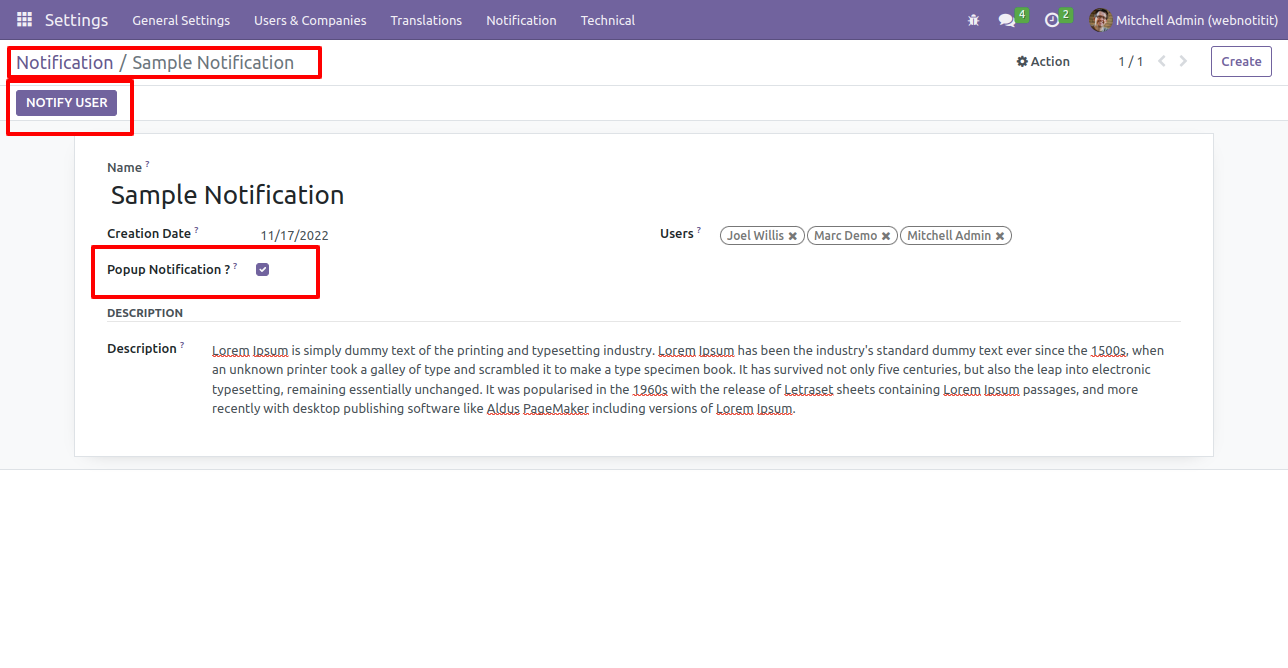 Settings General Settings Users & Companies Translations Notification Technical 4 2 Mitchell Admin (webnotitit)
Notification / Sample Notification Action 1 / 1 Create
NOTIFY USER
Name ?
Sample Notification
Creation Date ? 11/17/2022 Users ? Joel Willis ✖ Marc Demo ✖ Mitchell Admin ✖
Popup Notification ? ?
DESCRIPTION
Description ? Lorem Ipsum is simply dummy text of the printing and typesetting industry. Lorem Ipsum has been the industry's standard dummy text ever since the 1500s, when
an unknown printer took a galley of type and scrambled it to make a type specimen book. It has survived not only five centuries, but also the leap into electronic
typesetting, remaining essentially unchanged. It was popularised in the 1960s with the release of Letraset sheets containing Lorem Ipsum passages, and more
recently with desktop publishing software like Aldus PageMaker including versions of Lorem Ipsum.